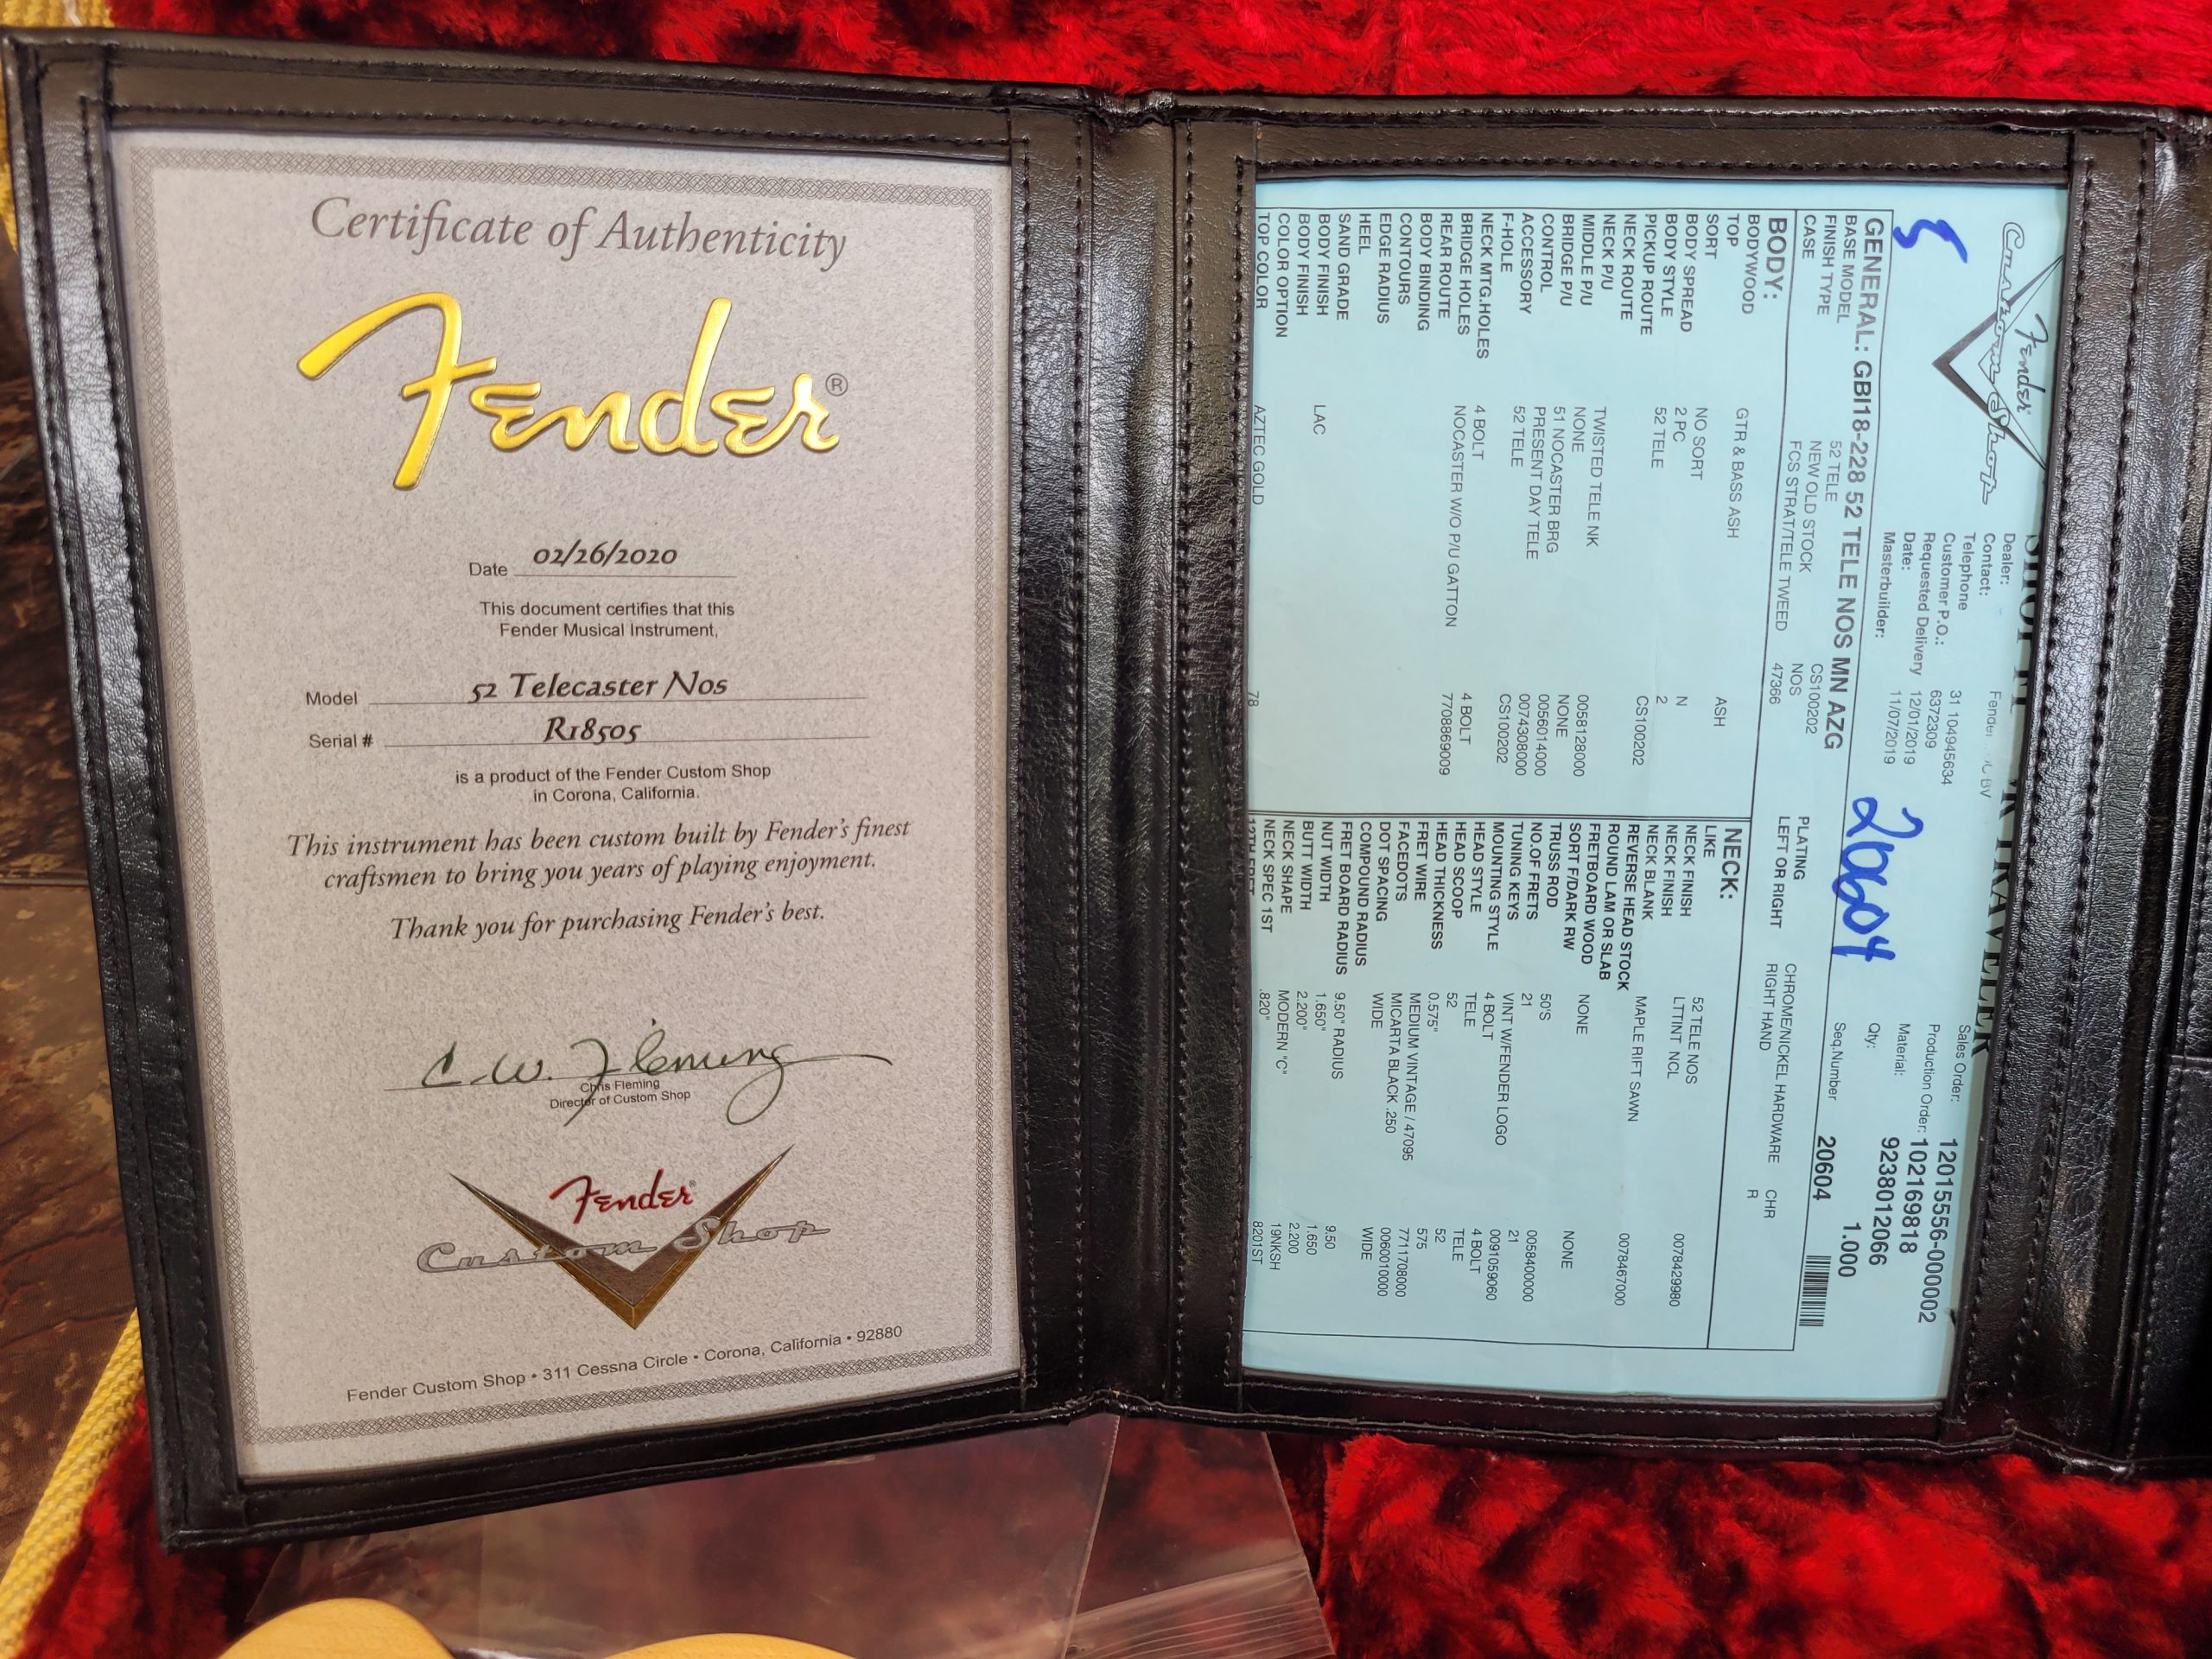 Certificate of Authenticity
Fender®
Date 02/26/2020
This document certifies that this
Fender Musical Instrument,
Model 52 Telecaster Nos
Serial # R18505
is a product of the Fender Custom Shop
in Corona, California.
This instrument has been custom built by Fender's finest
craftsmen to bring you years of playing enjoyment.
Thank you for purchasing Fender's best.
C.W. Fleming
Chris Fleming
Director of Custom Shop
Fender®
Custom Shop
Fender Custom Shop • 311 Cessna Circle • Corona, California • 92880
TRAVELER
Fender
Custom Shop
Dealer: Fender BV
Contact:
Telephone 31 104945634
Customer P.O.: 6372309
Requested Delivery 12/01/2019
Date: 11/07/2019
Masterbuilder:
Sales Order: 12015556-000002
Production Order: 102169818
Material: 9238012066
Qty: 1.000
Seq.Number 20604
20604
GENERAL: GBI18-228 52 TELE NOS MN AZG
BASE MODEL 52 TELE CS100202
FINISH TYPE NEW OLD STOCK NOS
CASE FCS STRAT/TELE TWEED 47366
PLATING CHROME/NICKEL HARDWARE CHR
LEFT OR RIGHT RIGHT HAND R
BODY:
BODYWOOD GTR & BASS ASH ASH
TOP
SORT NO SORT N
BODY SPREAD 2 PC 2
BODY STYLE 52 TELE CS100202
PICKUP ROUTE
NECK ROUTE
NECK P/U TWISTED TELE NK 0058128000
MIDDLE P/U NONE NONE
BRIDGE P/U 51 NOCASTER BRG 0056014000
CONTROL PRESENT DAY TELE 0074308000
ACCESSORY 52 TELE CS100202
F-HOLE
NECK MTG.HOLES 4 BOLT 4 BOLT
BRIDGE HOLES NOCASTER W/O P/U GATTON 7708869009
REAR ROUTE
BODY BINDING
CONTOURS
EDGE RADIUS
HEEL
SAND GRADE
BODY FINISH LAC
BODY FINISH
COLOR OPTION
TOP COLOR AZTEC GOLD 78
NECK:
LIKE
NECK FINISH 52 TELE NOS
NECK FINISH LTTINT NCL 0078429980
NECK BLANK
REVERSE HEAD STOCK MAPLE RIFT SAWN 0078467000
ROUND LAM OR SLAB
FRETBOARD WOOD
SORT F/DARK RW NONE NONE
TRUSS ROD 50'S 0058400000
NO.OF FRETS 21 21
TUNING KEYS VINT W/FENDER LOGO 0091059060
MOUNTING STYLE 4 BOLT 4 BOLT
HEAD STYLE TELE TELE
HEAD SCOOP 52 52
HEAD THICKNESS 0.575" 575
FRET WIRE MEDIUM VINTAGE / 47095 7711708000
FACEDOTS MICARTA BLACK .250 0060010000
DOT SPACING WIDE WIDE
COMPOUND RADIUS
FRET BOARD RADIUS 9.50" RADIUS 9.50
NUT WIDTH 1.650" 1.650
BUTT WIDTH 2.200" 2.200
NECK SHAPE MODERN "C" 19NKSH
NECK SPEC 1ST .820" 8201ST
12TH FRET